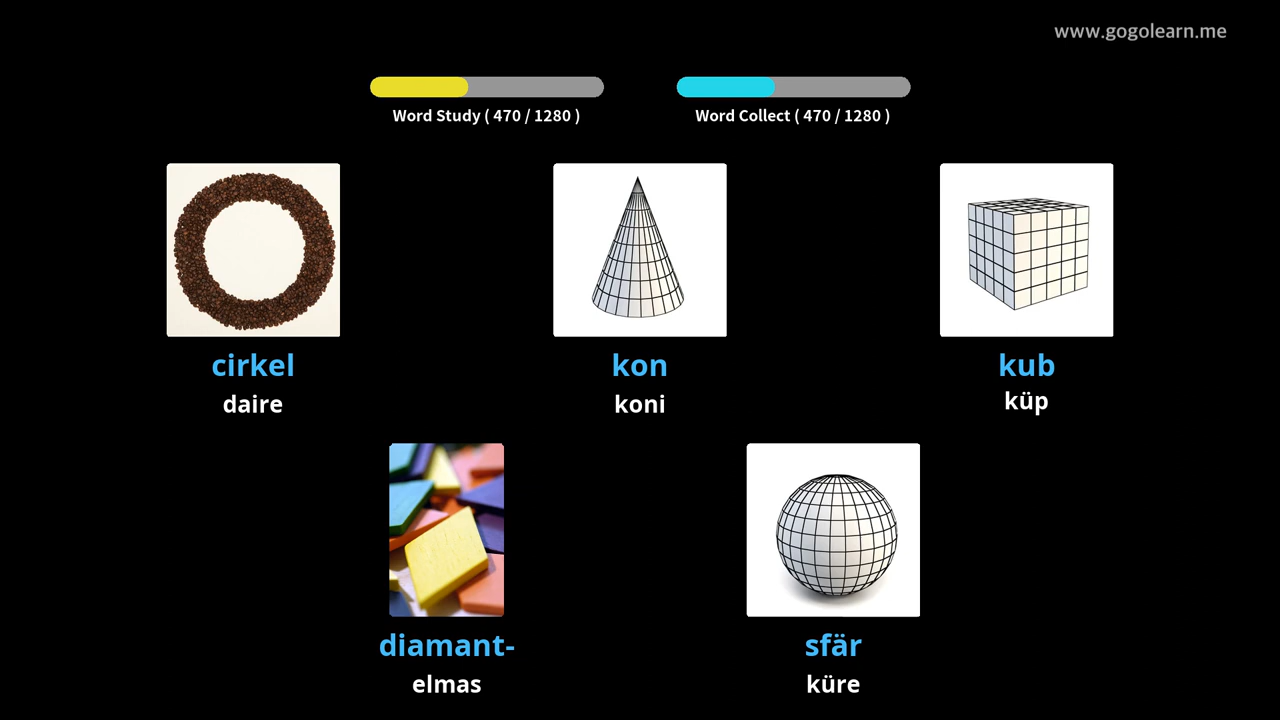 www.gogolearn.me
Word Study ( 470 / 1280 )
Word Collect ( 470 / 1280 )
cirkel
daire
kon
koni
kub
küp
diamant-
elmas
sfär
küre